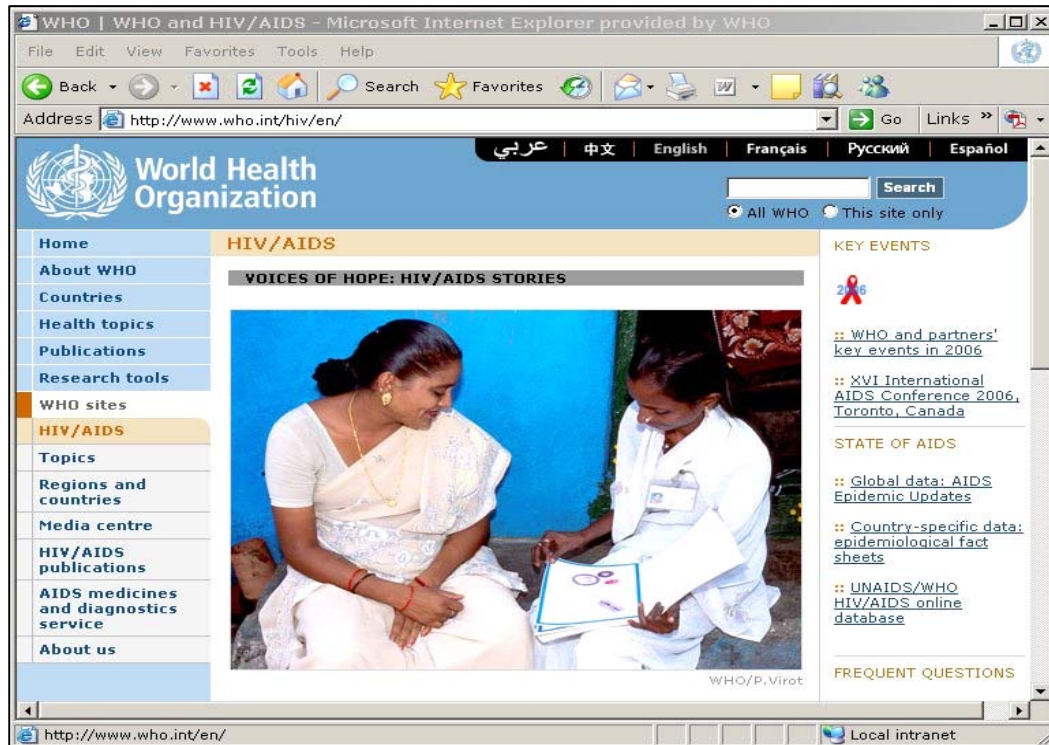 WHO | WHO and HIV/AIDS - Microsoft Internet Explorer provided by WHO
File Edit View Favorites Tools Help
Back Search Favorites
Address http://www.who.int/hiv/en/ Go Links »
عربي | 中文 | English | Français | Русский | Español
World Health
Organization
Search
All WHO This site only
Home
About WHO
Countries
Health topics
Publications
Research tools
WHO sites
HIV/AIDS
Topics
Regions and
countries
Media centre
HIV/AIDS
publications
AIDS medicines
and diagnostics
service
About us
HIV/AIDS
VOICES OF HOPE: HIV/AIDS STORIES
WHO/P.Virot
KEY EVENTS
2006
:: WHO and partners'
key events in 2006
:: XVI International
AIDS Conference 2006,
Toronto, Canada
STATE OF AIDS
:: Global data: AIDS
Epidemic Updates
:: Country-specific data:
epidemiological fact
sheets
:: UNAIDS/WHO
HIV/AIDS online
database
FREQUENT QUESTIONS
http://www.who.int/en/ Local intranet